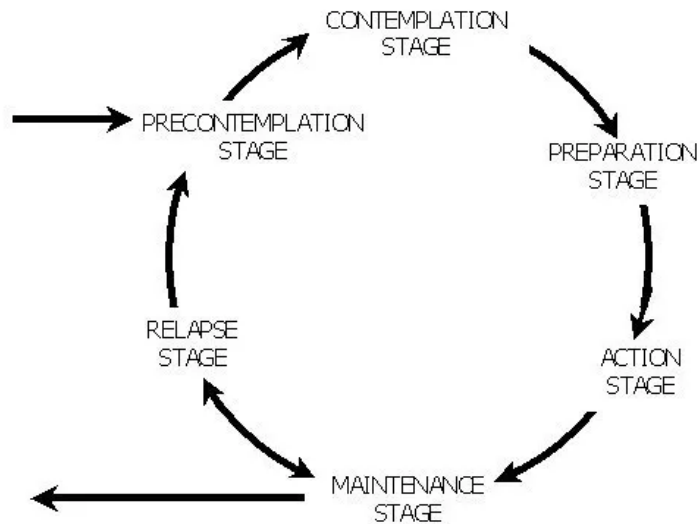 CONTEMPLATION
STAGE
PRECONTEMPLATION
STAGE
PREPARATION
STAGE
RELAPSE
STAGE
ACTION
STAGE
MAINTENANCE
STAGE